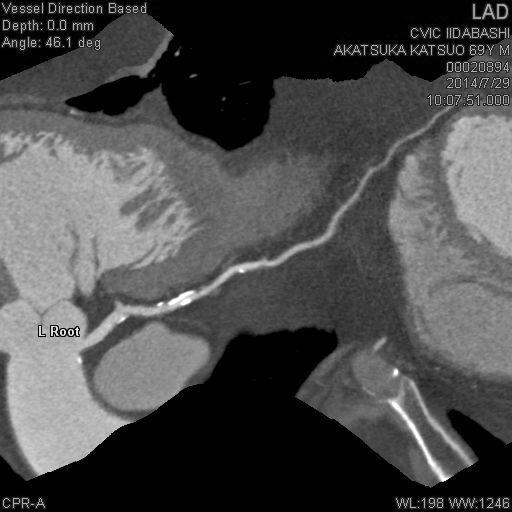 Vessel Direction Based
Depth: 0.0 mm
Angle: 46.1 deg
LAD
CVIC IIDABASHI
AKATSUKA KATSUO 69Y M
00020894
2014/7/29
10:07:51.000
L Root
CPR-A
WL:198 WW:1246